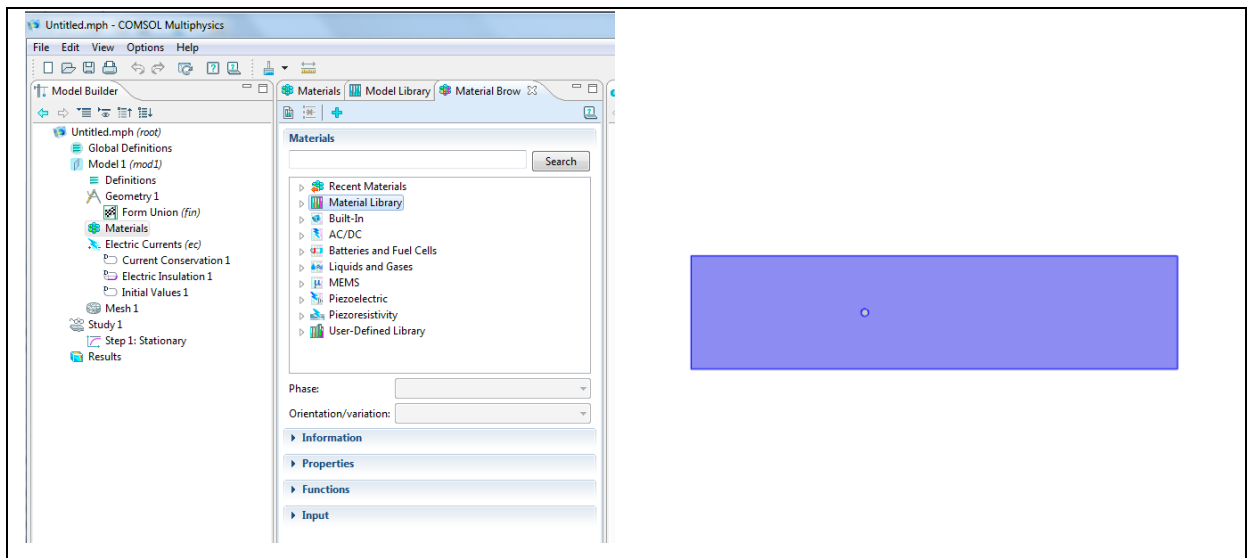 Untitled.mph - COMSOL Multiphysics
File Edit View Options Help
Model Builder
Untitled.mph (root)
Global Definitions
Model 1 (mod1)
Definitions
Geometry 1
Form Union (fin)
Materials
Electric Currents (ec)
Current Conservation 1
Electric Insulation 1
Initial Values 1
Mesh 1
Study 1
Step 1: Stationary
Results
Materials Model Library Material Brow
Materials
Search
Recent Materials
Material Library
Built-In
AC/DC
Batteries and Fuel Cells
Liquids and Gases
MEMS
Piezoelectric
Piezoresistivity
User-Defined Library
Phase:
Orientation/variation:
Information
Properties
Functions
Input